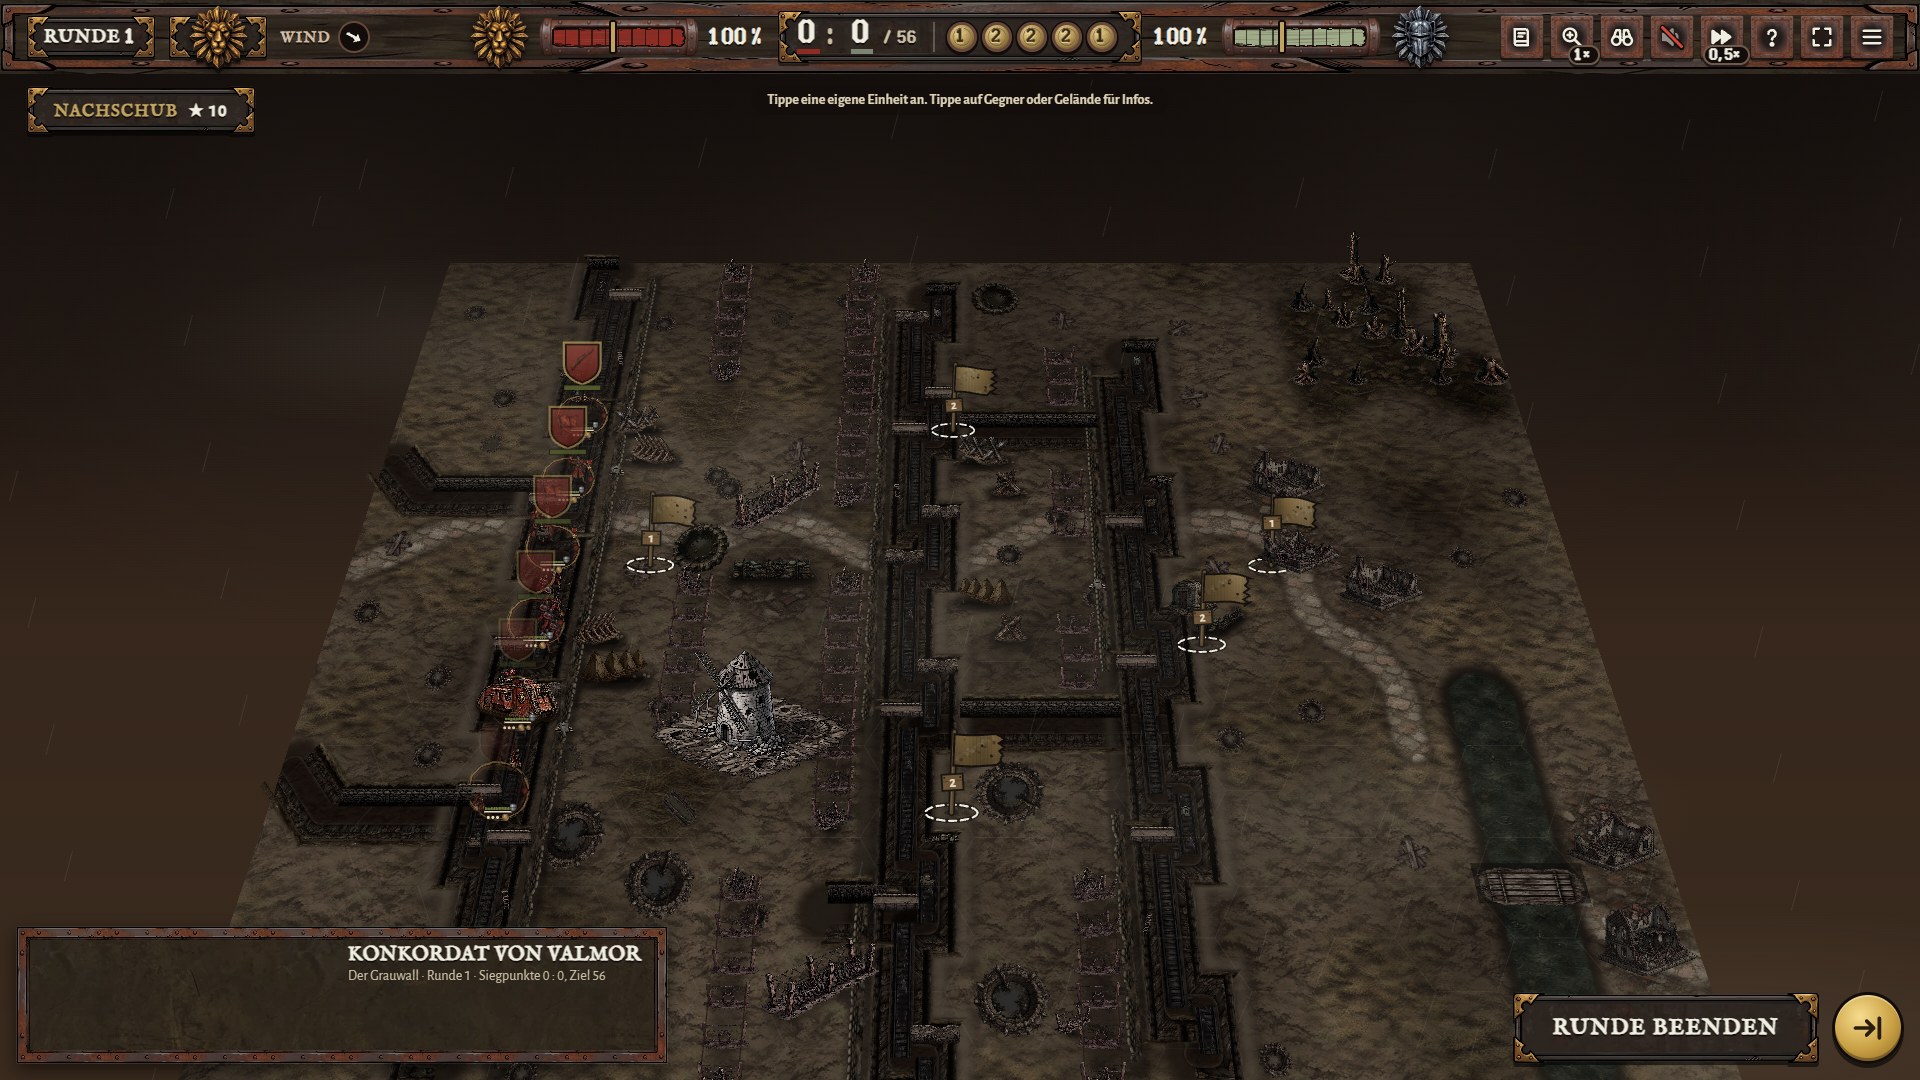 RUNDE 1
WIND
100 %
0 : 0 / 56
1 2 2 2 1
100 %
1×
0,5×
?
NACHSCHUB ★ 10
Tippe eine eigene Einheit an. Tippe auf Gegner oder Gelände für Infos.
2
1
1
2
2
KONKORDAT VON VALMOR
Der Grauwall · Runde 1 · Siegpunkte 0 : 0, Ziel 56
RUNDE BEENDEN